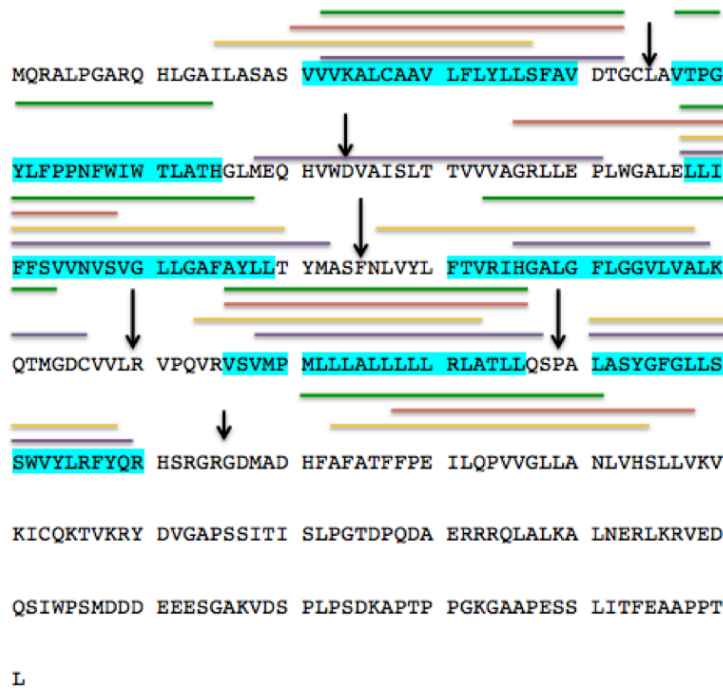 MQRALPGARQ HLGAILASAS VVVKALCAAV LFLYLLSFAV DTGCLAVTPG
YLFPPNFWIW TLATHGLMEQ HVWDVAISLT TVVVAGRLLE PLWGALELLI
FFSVVNVSVG LLGAFAYLLT YMASFNLVYL FTVRIHGALG FLGGVLVALK
QTMGDCVVLR VPQVRVSVMP MLLLALLLLL RLATLLQSPA LASYGFGLLS
SWVYLRFYQR HSRGRGDMAD HFAFATFFPE ILQPVVGLLA NLVHSLLVKV
KICQKTVKRY DVGAPSSITI SLPGTDPQDA ERRRQLALKA LNERLKRVED
QSIWPSMDDD EEESGAKVDS PLPSDKAPTP PGKGAAPESS LITFEAAPPT
L